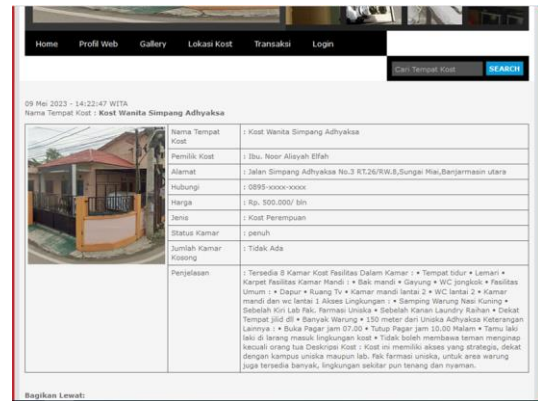 Home Profil Web Gallery Lokasi Kost Transaksi Login
Cari Tempat Kost SEARCH
09 Mei 2023 - 14:22:47 WITA
Nama Tempat Kost : Kost Wanita Simpang Adhyaksa
Nama Tempat Kost : Kost Wanita Simpang Adhyaksa
Pemilik Kost : Ibu. Noor Alisyah Elfah
Alamat : Jalan Simpang Adhyaksa No.3 RT.26/RW.8,Sungai Miai,Banjarmasin utara
Hubungi : 0895-xxxx-xxxx
Harga : Rp. 500.000/ bln
Jenis : Kost Perempuan
Status Kamar : penuh
Jumlah Kamar Kosong : Tidak Ada
Penjelasan : Tersedia 8 Kamar Kost Fasilitas Dalam Kamar : • Tempat tidur • Lemari •
Karpet Fasilitas Kamar Mandi : • Bak mandi • Gayung • WC jongkok • Fasilitas
Umum : • Dapur • Ruang Tv • Kamar mandi lantai 2 • WC lantai 2 • Kamar
mandi dan wc lantai 1 Akses Lingkungan : • Samping Warung Nasi Kuning •
Sebelah Kiri Lab Fak. Farmasi Uniska • Sebelah Kanan Laundry Raihan • Dekat
Tempat jilid dll • Banyak Warung • 150 meter dari Uniska Adhyaksa Keterangan
Lainnya : • Buka Pagar jam 07.00 • Tutup Pagar jam 10.00 Malam • Tamu laki
laki di larang masuk lingkungan kost • Tidak boleh membawa teman menginap
kecuali orang tua Deskripsi Kost : Kost ini memiliki akses yang strategis, dekat
dengan kampus uniska maupun lab. Fak farmasi uniska, untuk area warung
juga tersedia banyak, lingkungan sekitar pun tenang dan nyaman.
Bagikan Lewat: